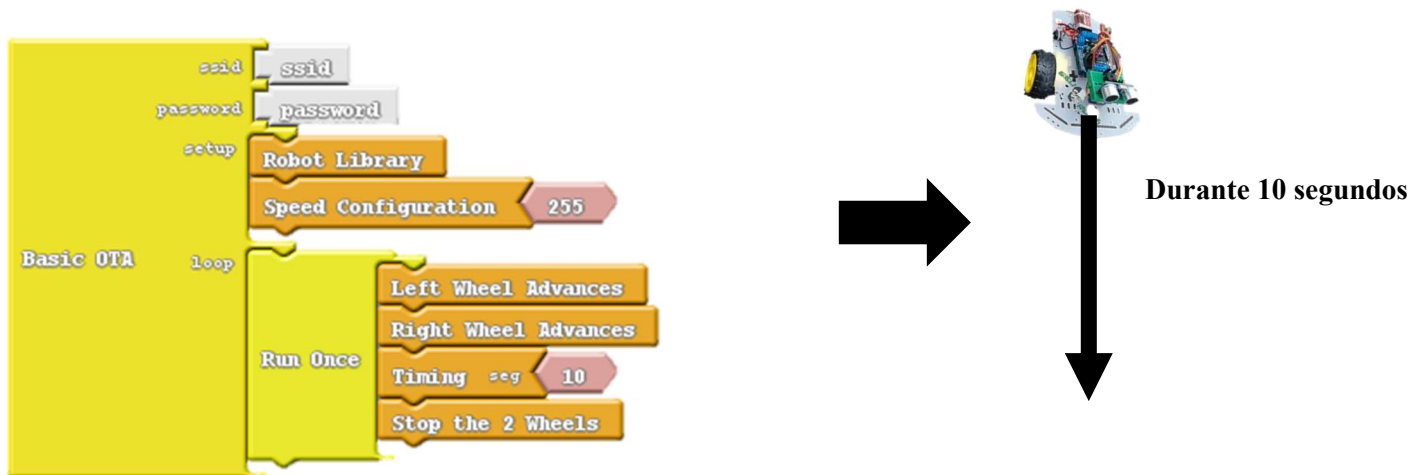 ssid ssid
password password
setup
Robot Library
Speed Configuration 255
Basic OTA loop
Left Wheel Advances
Right Wheel Advances
Run Once
Timing seg 10
Stop the 2 Wheels
Durante 10 segundos